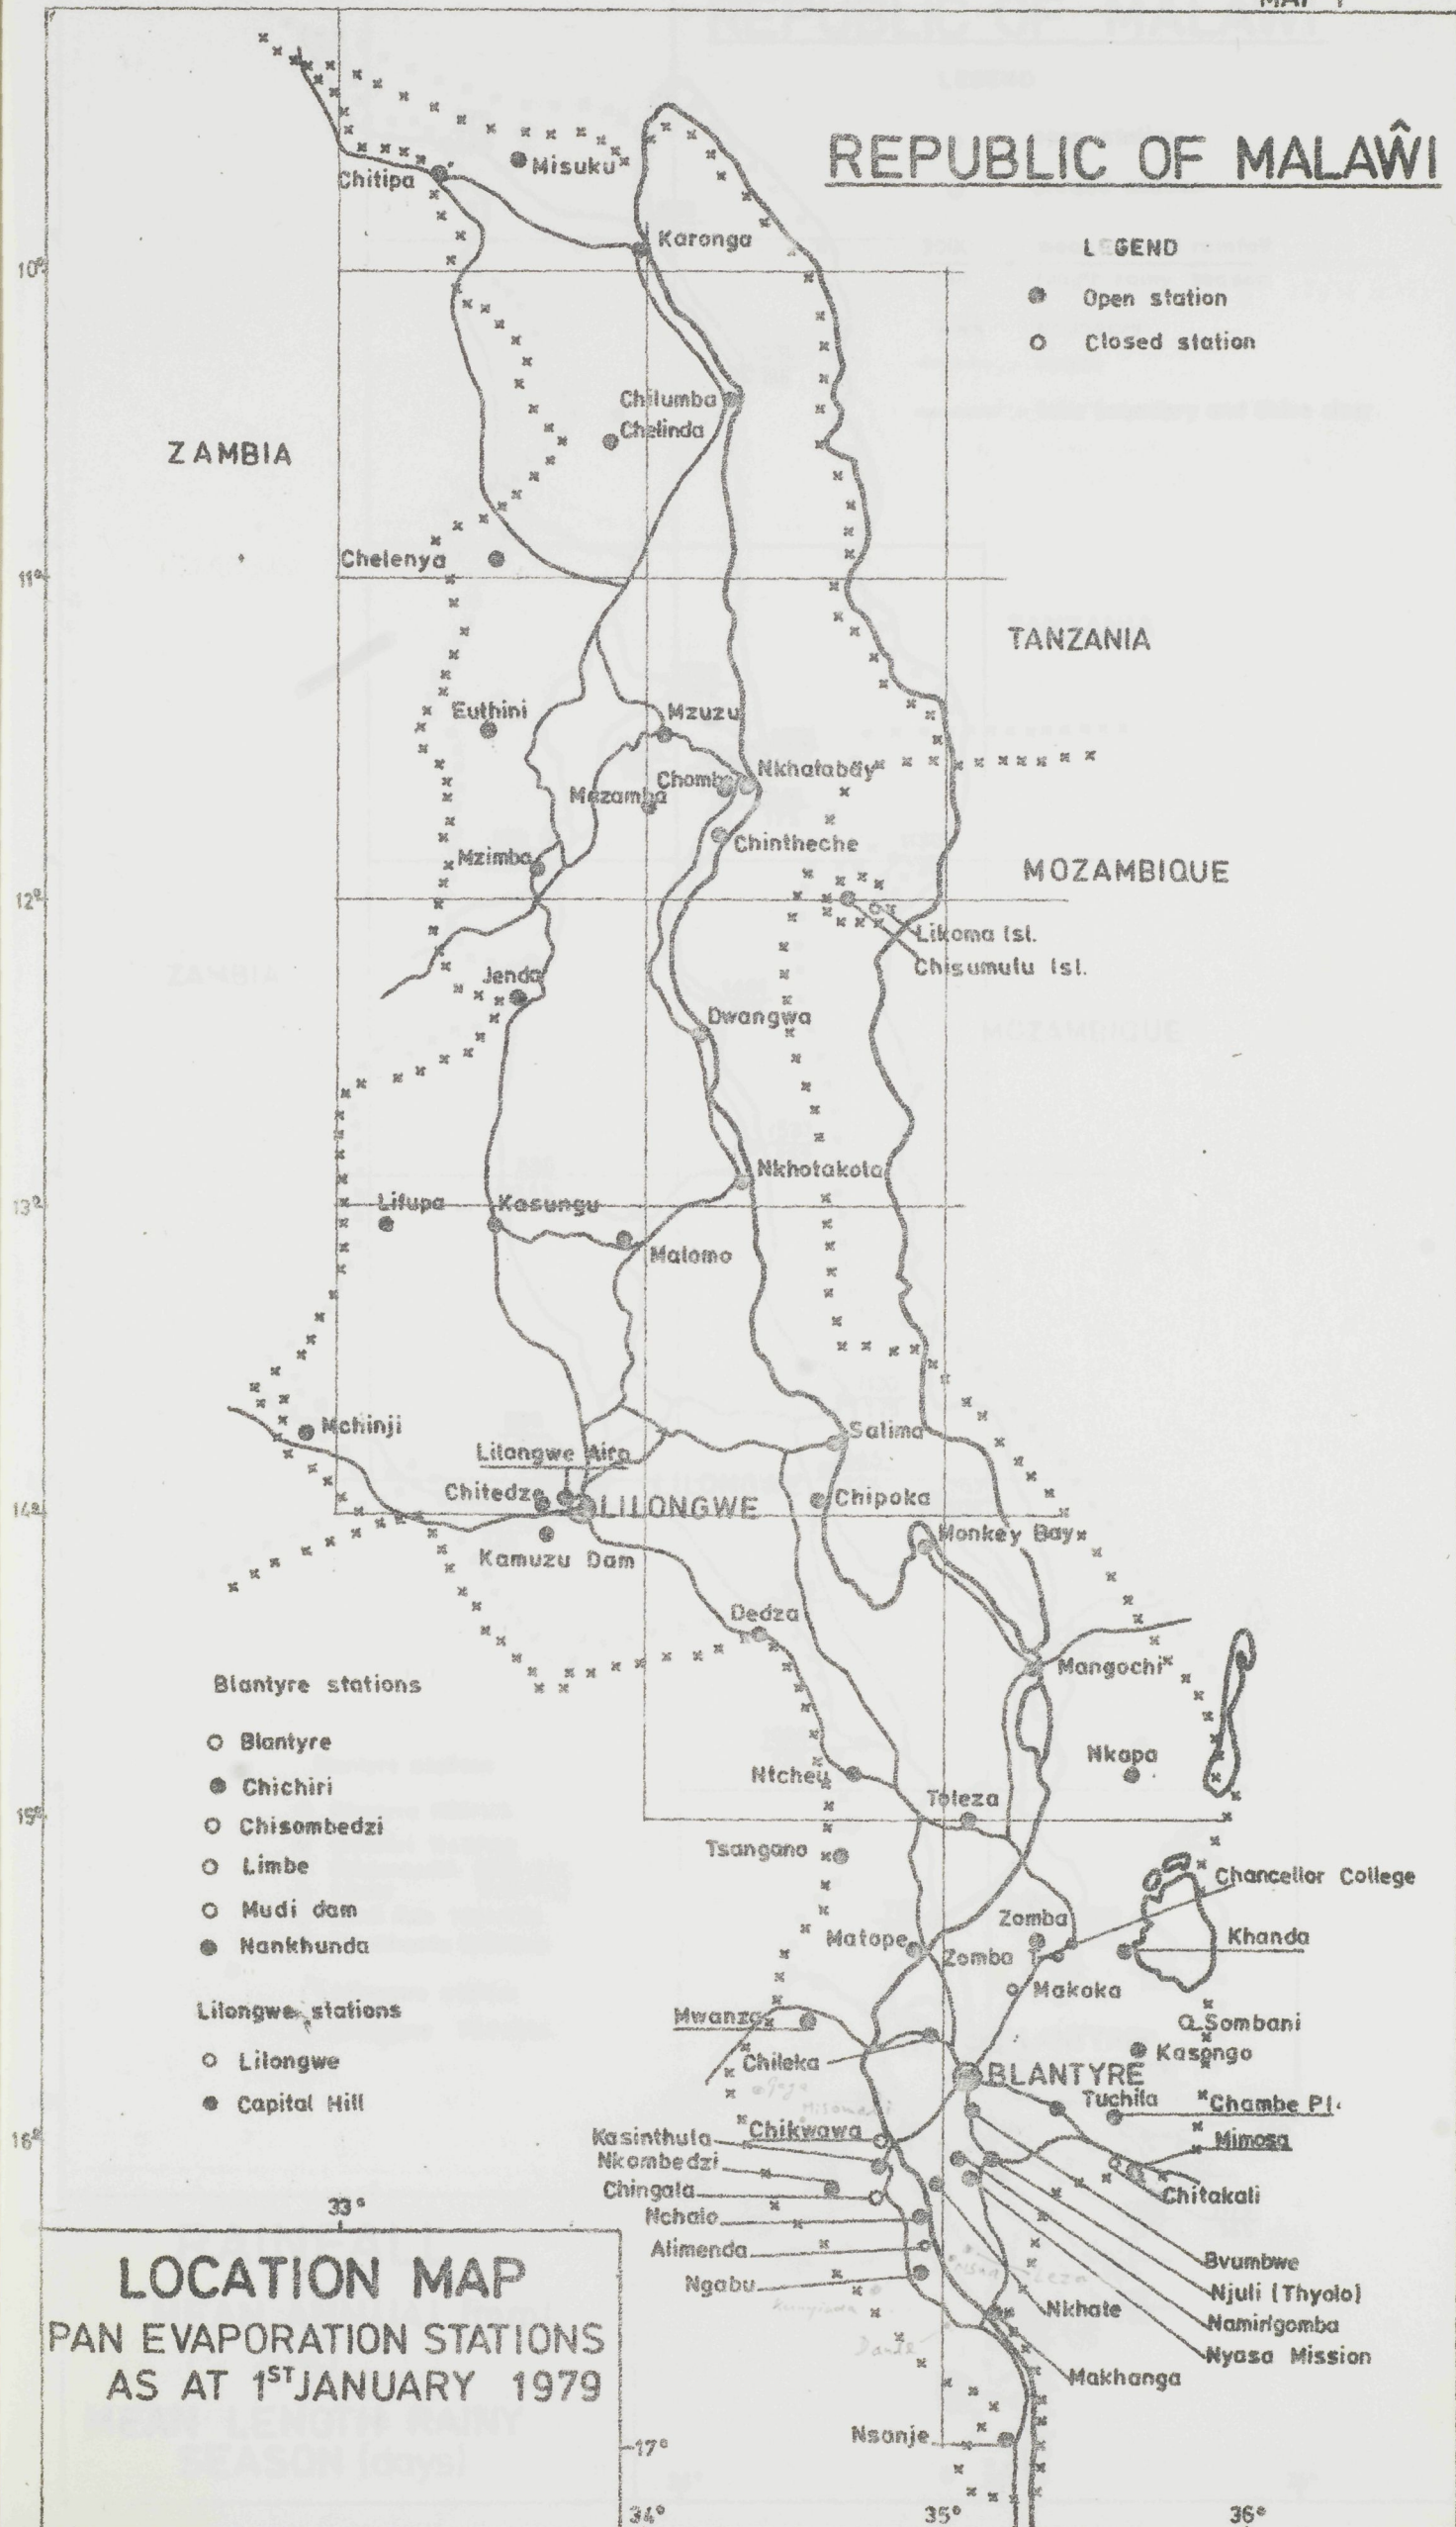 REPUBLIC OF MALAŴI
LEGEND
Open station
Closed station
Misuku
Chitipa
Karonga
10°
Chilumba
Chelinda
ZAMBIA
Chelenya
11°
TANZANIA
Euthini
Mzuzu
Nkhatabay
Chintheche
Mzimba
MOZAMBIQUE
12°
Likoma Isl.
Chisumulu Isl.
Jenda
Dwangwa
Nkhotakota
13°
Lifupa
Kasungu
Malomo
Mchinji
Salima
Lilongwe Airp
Chitedze
LILONGWE
Chipoka
14°
Monkey Bay
Kamuzu Dam
Dedza
Mangochi
Blantyre stations
Blantyre
Chichiri
Chisombedzi
Limbe
Mudi dam
Nankhunda
Nkapa
Ntcheu
Toleza
15°
Tsangano
Chancellor College
Zomba
Matope
Khanda
Zomba T
Makoka
Lilongwe stations
Lilongwe
Capital Hill
Mwanza
Sombani
Chileka
Kasongo
BLANTYRE
Tuchila
Chambe Pl.
Chikwawa
Kasinthula
16°
Mimosa
Nkombedzi
Chingala
Chitakali
Nchalo
Alimenda
Ngabu
Bvumbwe
Njuli (Thyolo)
Nkhate
Namirigomba
Nyasa Mission
Makhanga
Nsanje
33°
LOCATION MAP
PAN EVAPORATION STATIONS
AS AT 1ST JANUARY 1979
17°
34°
35°
36°